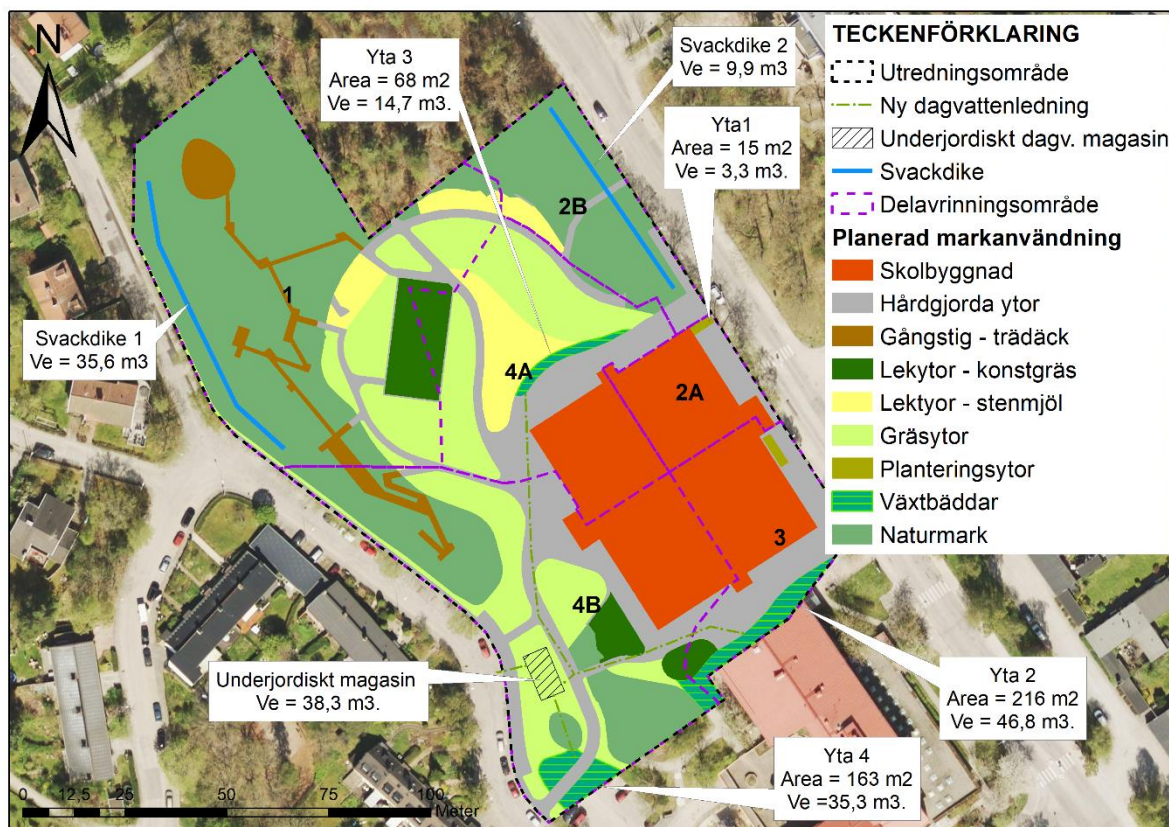 N
Yta 3
Area = 68 m2
Ve = 14,7 m3.
Svackdike 2
Ve = 9,9 m3
Yta1
Area = 15 m2
Ve = 3,3 m3.
Svackdike 1
Ve = 35,6 m3
1
2B
4A
2A
3
4B
Underjordiskt magasin
Ve = 38,3 m3.
Yta 2
Area = 216 m2
Ve = 46,8 m3.
Yta 4
Area = 163 m2
Ve =35,3 m3.
0 12,5 25 50 75 100
Meter
TECKENFÖRKLARING
Utredningsområde
Ny dagvattenledning
Underjordiskt dagv. magasin
Svackdike
Delavrinningsområde
Planerad markanvändning
Skolbyggnad
Hårdgjorda ytor
Gångstig - trädäck
Lekytor - konstgräs
Lektyor - stenmjöl
Gräsytor
Planteringsytor
Växtbäddar
Naturmark